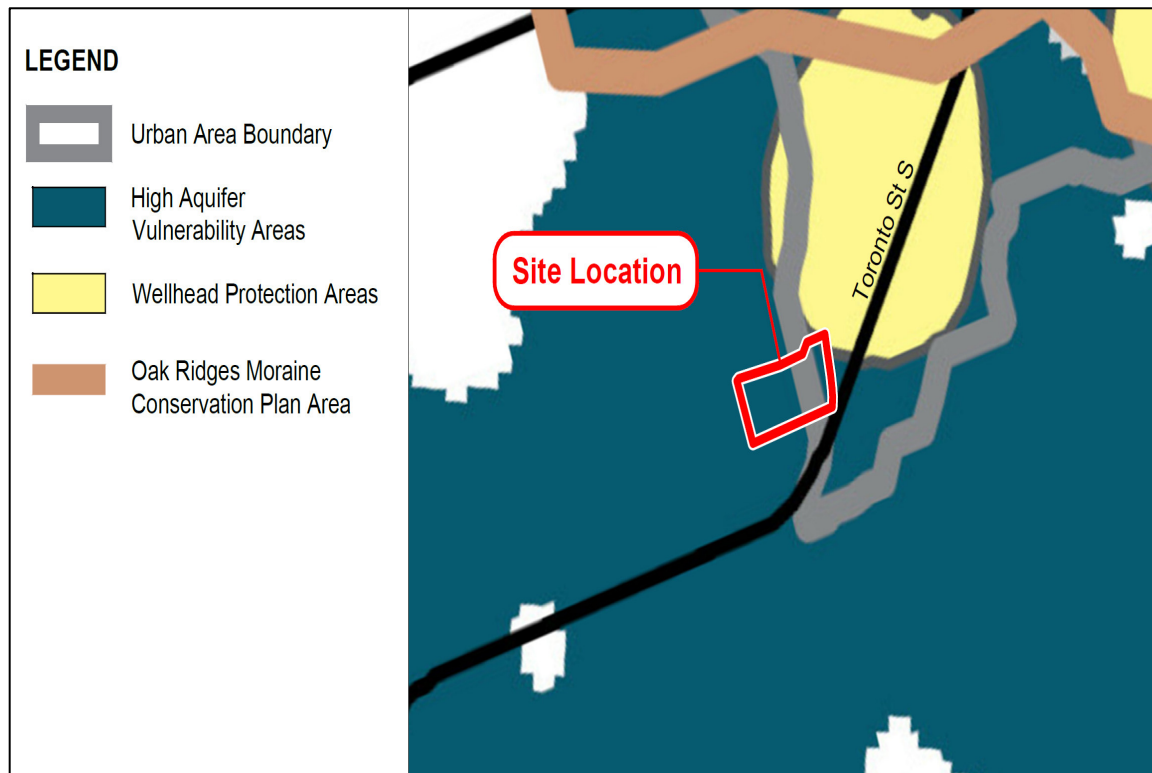 LEGEND
Urban Area Boundary
High Aquifer
Vulnerability Areas
Wellhead Protection Areas
Oak Ridges Moraine
Conservation Plan Area
Site Location
Toronto St S